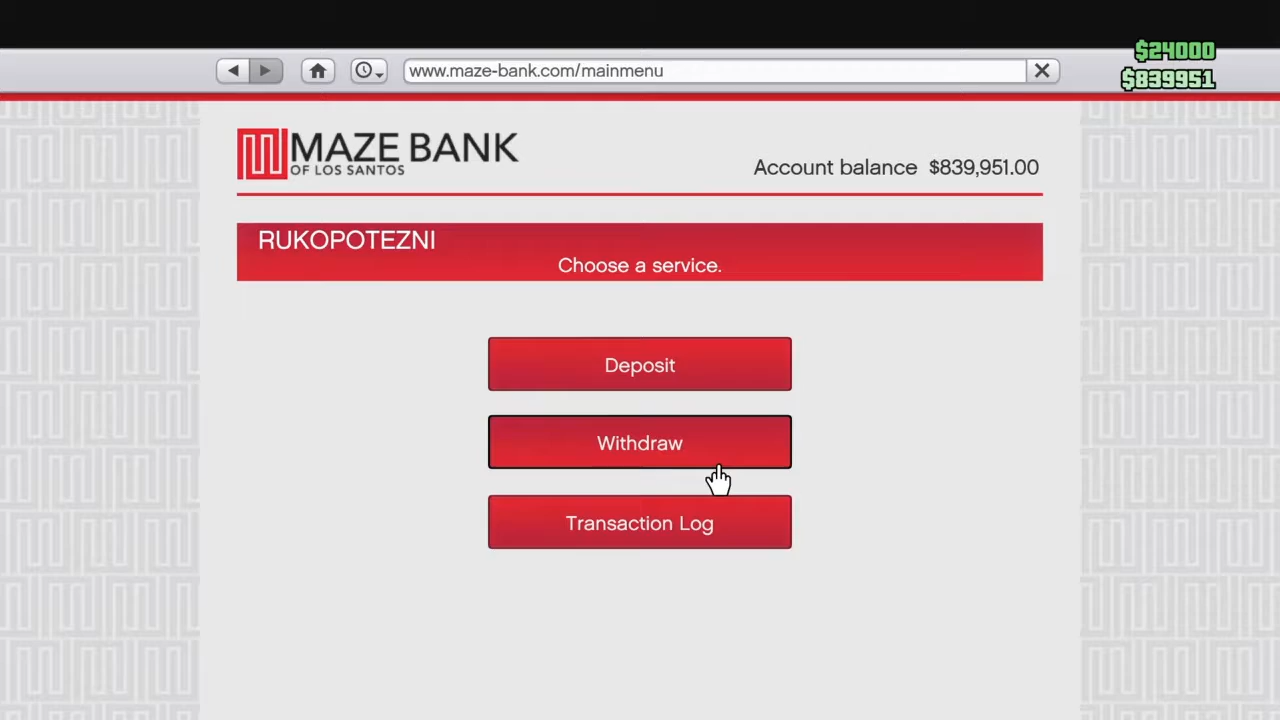 $24000
www.maze-bank.com/mainmenu
$839951
MAZE BANK
OF LOS SANTOS
Account balance $839,951.00
RUKOPOTEZNI
Choose a service.
Deposit
Withdraw
Transaction Log